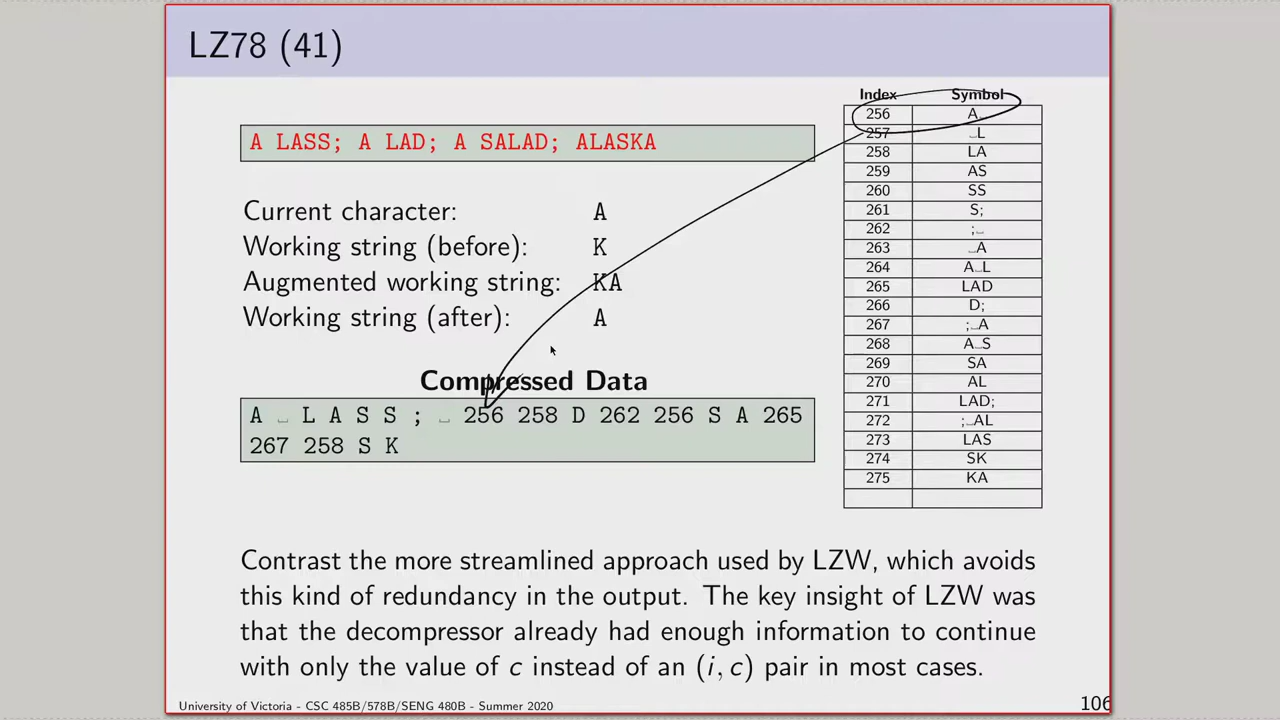 LZ78 (41)
A LASS; A LAD; A SALAD; ALASKA
Current character: A
Working string (before): K
Augmented working string: KA
Working string (after): A
Compressed Data
A ␣ L A S S ; ␣ 256 258 D 262 256 S A 265
267 258 S K
Index Symbol
256 A␣
257 ␣L
258 LA
259 AS
260 SS
261 S;
262 ;␣
263 ␣A
264 A␣L
265 LAD
266 D;
267 ;␣A
268 A␣S
269 SA
270 AL
271 LAD;
272 ;␣AL
273 LAS
274 SK
275 KA
Contrast the more streamlined approach used by LZW, which avoids
this kind of redundancy in the output. The key insight of LZW was
that the decompressor already had enough information to continue
with only the value of c instead of an (i, c) pair in most cases.
University of Victoria - CSC 485B/578B/SENG 480B - Summer 2020
106